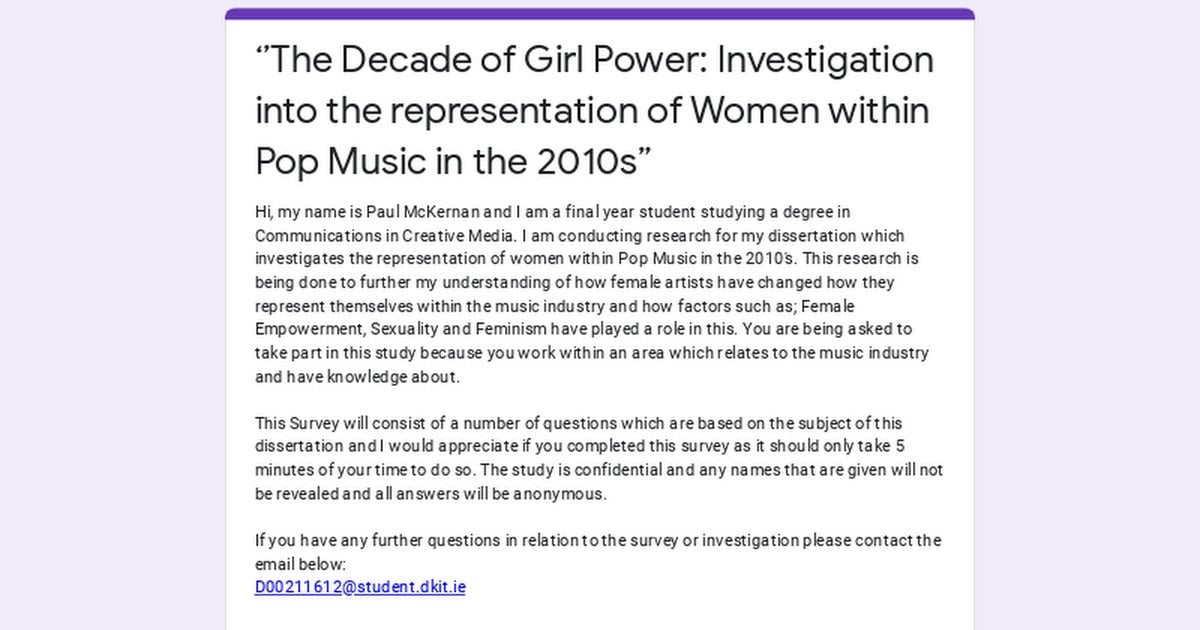 ‘’The Decade of Girl Power: Investigation
into the representation of Women within
Pop Music in the 2010s”
Hi, my name is Paul McKernan and I am a final year student studying a degree in
Communications in Creative Media. I am conducting research for my dissertation which
investigates the representation of women within Pop Music in the 2010’s. This research is
being done to further my understanding of how female artists have changed how they
represent themselves within the music industry and how factors such as; Female
Empowerment, Sexuality and Feminism have played a role in this. You are being asked to
take part in this study because you work within an area which relates to the music industry
and have knowledge about.
This Survey will consist of a number of questions which are based on the subject of this
dissertation and I would appreciate if you completed this survey as it should only take 5
minutes of your time to do so. The study is confidential and any names that are given will not
be revealed and all answers will be anonymous.
If you have any further questions in relation to the survey or investigation please contact the
email below:
D00211612@student.dkit.ie